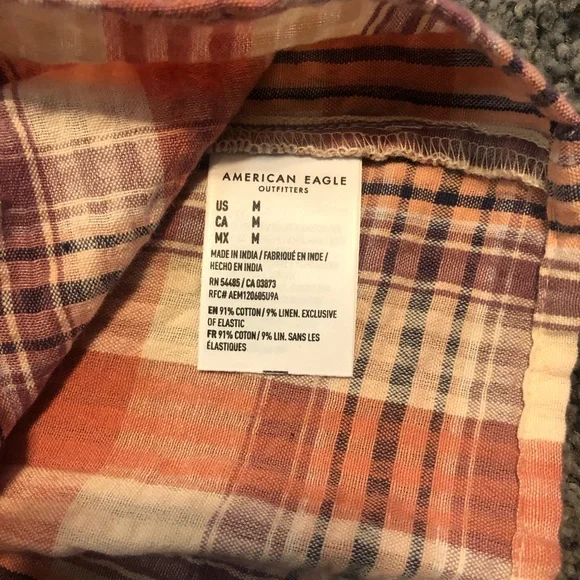 AMERICAN EAGLE
OUTFITTERS
US M
CA M
MX M
MADE IN INDIA / FABRIQUÉ EN INDE /
HECHO EN INDIA
RN 54485 / CA 03873
RFC# AEM120605U9A
EN 91% COTTON / 9% LINEN. EXCLUSIVE
OF ELASTIC
FR 91% COTON / 9% LIN. SANS LES
ÉLASTIQUES